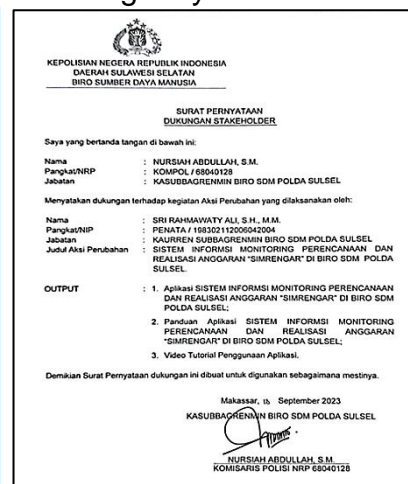 KEPOLISIAN NEGERA REPUBLIK INDONESIA
DAERAH SULAWESI SELATAN
BIRO SUMBER DAYA MANUSIA
SURAT PERNYATAAN
DUKUNGAN STAKEHOLDER
Saya yang bertanda tangan di bawah ini:
Nama : NURSIAH ABDULLAH, S.M.
Pangkat/NRP : KOMPOL / 68040128
Jabatan : KASUBBAGRENMIN BIRO SDM POLDA SULSEL
Menyatakan dukungan terhadap kegiatan Aksi Perubahan yang dilaksanakan oleh:
Nama : SRI RAHMAWATY ALI, S.H., M.M.
Pangkat/NIP : PENATA / 198302112006042004
Jabatan : KAURREN SUBBAGRENMIN BIRO SDM POLDA SULSEL
Judul Aksi Perubahan : SISTEM INFORMSI MONITORING PERENCANAAN DAN
REALISASI ANGGARAN "SIMRENGAR" DI BIRO SDM POLDA
SULSEL.
OUTPUT : 1. Aplikasi SISTEM INFORMSI MONITORING PERENCANAAN
DAN REALISASI ANGGARAN "SIMRENGAR" DI BIRO SDM
POLDA SULSEL;
2. Panduan Aplikasi SISTEM INFORMSI MONITORING
PERENCANAAN DAN REALISASI ANGGARAN
"SIMRENGAR" DI BIRO SDM POLDA SULSEL;
3. Video Tutorial Penggunaan Aplikasi.
Demikian Surat Pernyataan dukungan ini dibuat untuk digunakan sebagaimana mestinya.
Makassar, 15 September 2023
KASUBBAGRENMIN BIRO SDM POLDA SULSEL
NURSIAH ABDULLAH, S.M.
KOMISARIS POLISI NRP 68040128